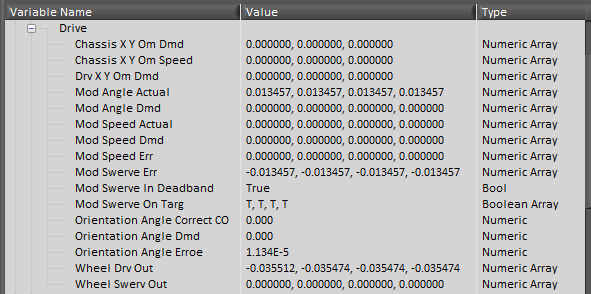 Variable Name Value Type
Drive
Chassis X Y Om Dmd 0.000000, 0.000000, 0.000000 Numeric Array
Chassis X Y Om Speed 0.000000, 0.000000, 0.000000 Numeric Array
Drv X Y Om Dmd 0.000000, 0.000000, 0.000000 Numeric Array
Mod Angle Actual 0.013457, 0.013457, 0.013457, 0.013457 Numeric Array
Mod Angle Dmd 0.000000, 0.000000, 0.000000, 0.000000 Numeric Array
Mod Speed Actual 0.000000, 0.000000, 0.000000, 0.000000 Numeric Array
Mod Speed Dmd 0.000000, 0.000000, 0.000000, 0.000000 Numeric Array
Mod Speed Err 0.000000, 0.000000, 0.000000, 0.000000 Numeric Array
Mod Swerve Err -0.013457, -0.013457, -0.013457, -0.013457 Numeric Array
Mod Swerve In Deadband True Bool
Mod Swerve On Targ T, T, T, T Boolean Array
Orientation Angle Correct CO 0.000 Numeric
Orientation Angle Dmd 0.000 Numeric
Orientation Angle Erroe 1.134E-5 Numeric
Wheel Drv Out -0.035512, -0.035474, -0.035474, -0.035474 Numeric Array
Wheel Swerv Out 0.000000, 0.000000, 0.000000, 0.000000 Numeric Array